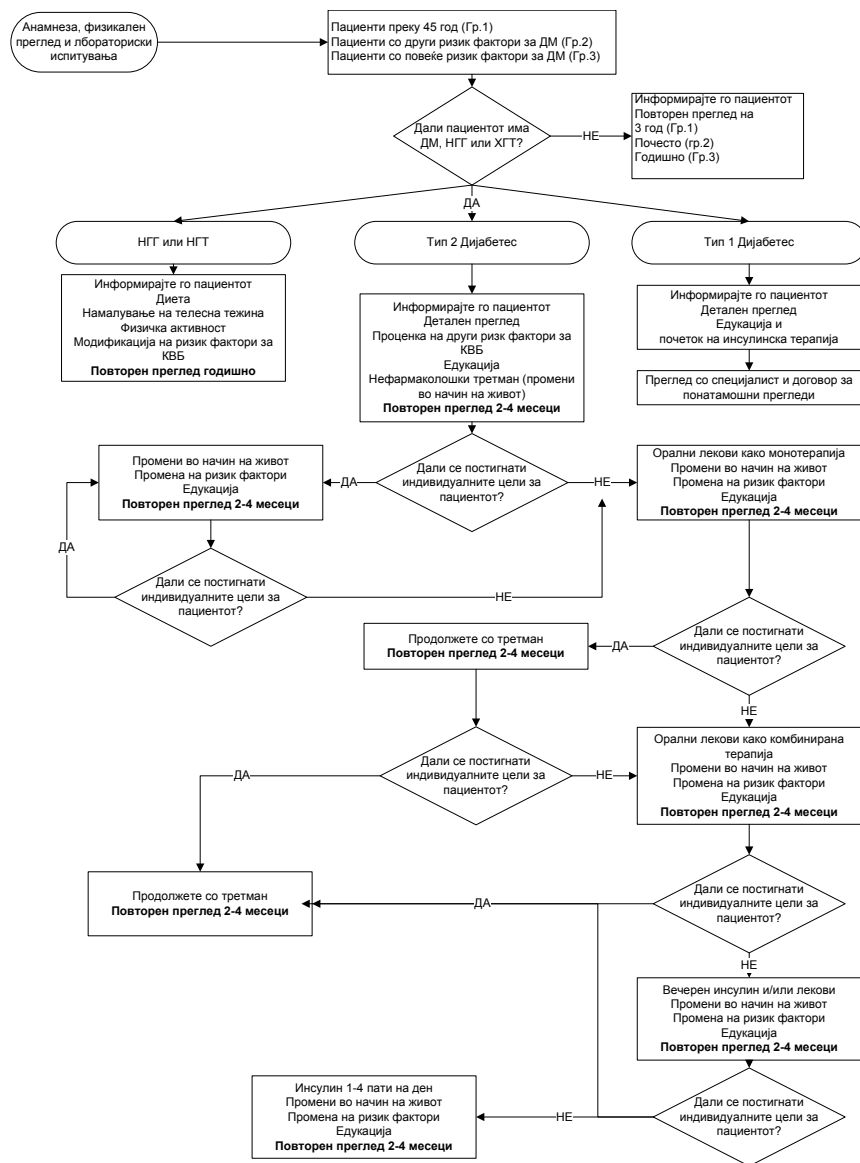 Анамнеза, физикален
преглед и лбораториски
испитувања
Пациенти преку 45 год (Гр.1)
Пациенти со други ризик фактори за ДМ (Гр.2)
Пациенти со повеќе ризик фактори за ДМ (Гр.3)
Дали пациентот има
ДМ, НГГ или ХГТ?
НЕ
Информирајте го пациентот
Повторен преглед на
3 год (Гр.1)
Почесто (гр.2)
Годишно (Гр.3)
ДА
НГГ или НГТ
Тип 2 Дијабетес
Тип 1 Дијабетес
Информирајте го пациентот
Диета
Намалување на телесна тежина
Физичка активност
Модификација на ризик фактори за
КВБ
Повторен преглед годишно
Информирајте го пациентот
Детален преглед
Проценка на други ризк фактори за
КВБ
Едукација
Нефармаколошки третман (промени
во начин на живот)
Повторен преглед 2-4 месеци
Информирајте го пациентот
Детален преглед
Едукација и
почеток на инсулинска терапија
Преглед со специјалист и договор за
понатамошни прегледи
Промени во начин на живот
Промена на ризик фактори
Едукација
Повторен преглед 2-4 месеци
ДА
Дали се постигнати
индивидуалните цели за
пациентот?
НЕ
Орални лекови како монотерапија
Промени во начин на живот
Промена на ризик фактори
Едукација
Повторен преглед 2-4 месеци
ДА
Дали се постигнати
индивидуалните цели за
пациентот?
НЕ
Продолжете со третман
Повторен преглед 2-4 месеци
ДА
Дали се постигнати
индивидуалните цели за
пациентот?
НЕ
ДА
Дали се постигнати
индивидуалните цели за
пациентот?
НЕ
Орални лекови како комбинирана
терапија
Промени во начин на живот
Промена на ризик фактори
Едукација
Повторен преглед 2-4 месеци
Продолжете со третман
Повторен преглед 2-4 месеци
ДА
Дали се постигнати
индивидуалните цели за
пациентот?
НЕ
Вечерен инсулин и/или лекови
Промени во начин на живот
Промена на ризик фактори
Едукација
Повторен преглед 2-4 месеци
Инсулин 1-4 пати на ден
Промени во начин на живот
Промена на ризик фактори
Едукација
Повторен преглед 2-4 месеци
НЕ
Дали се постигнати
индивидуалните цели за
пациентот?